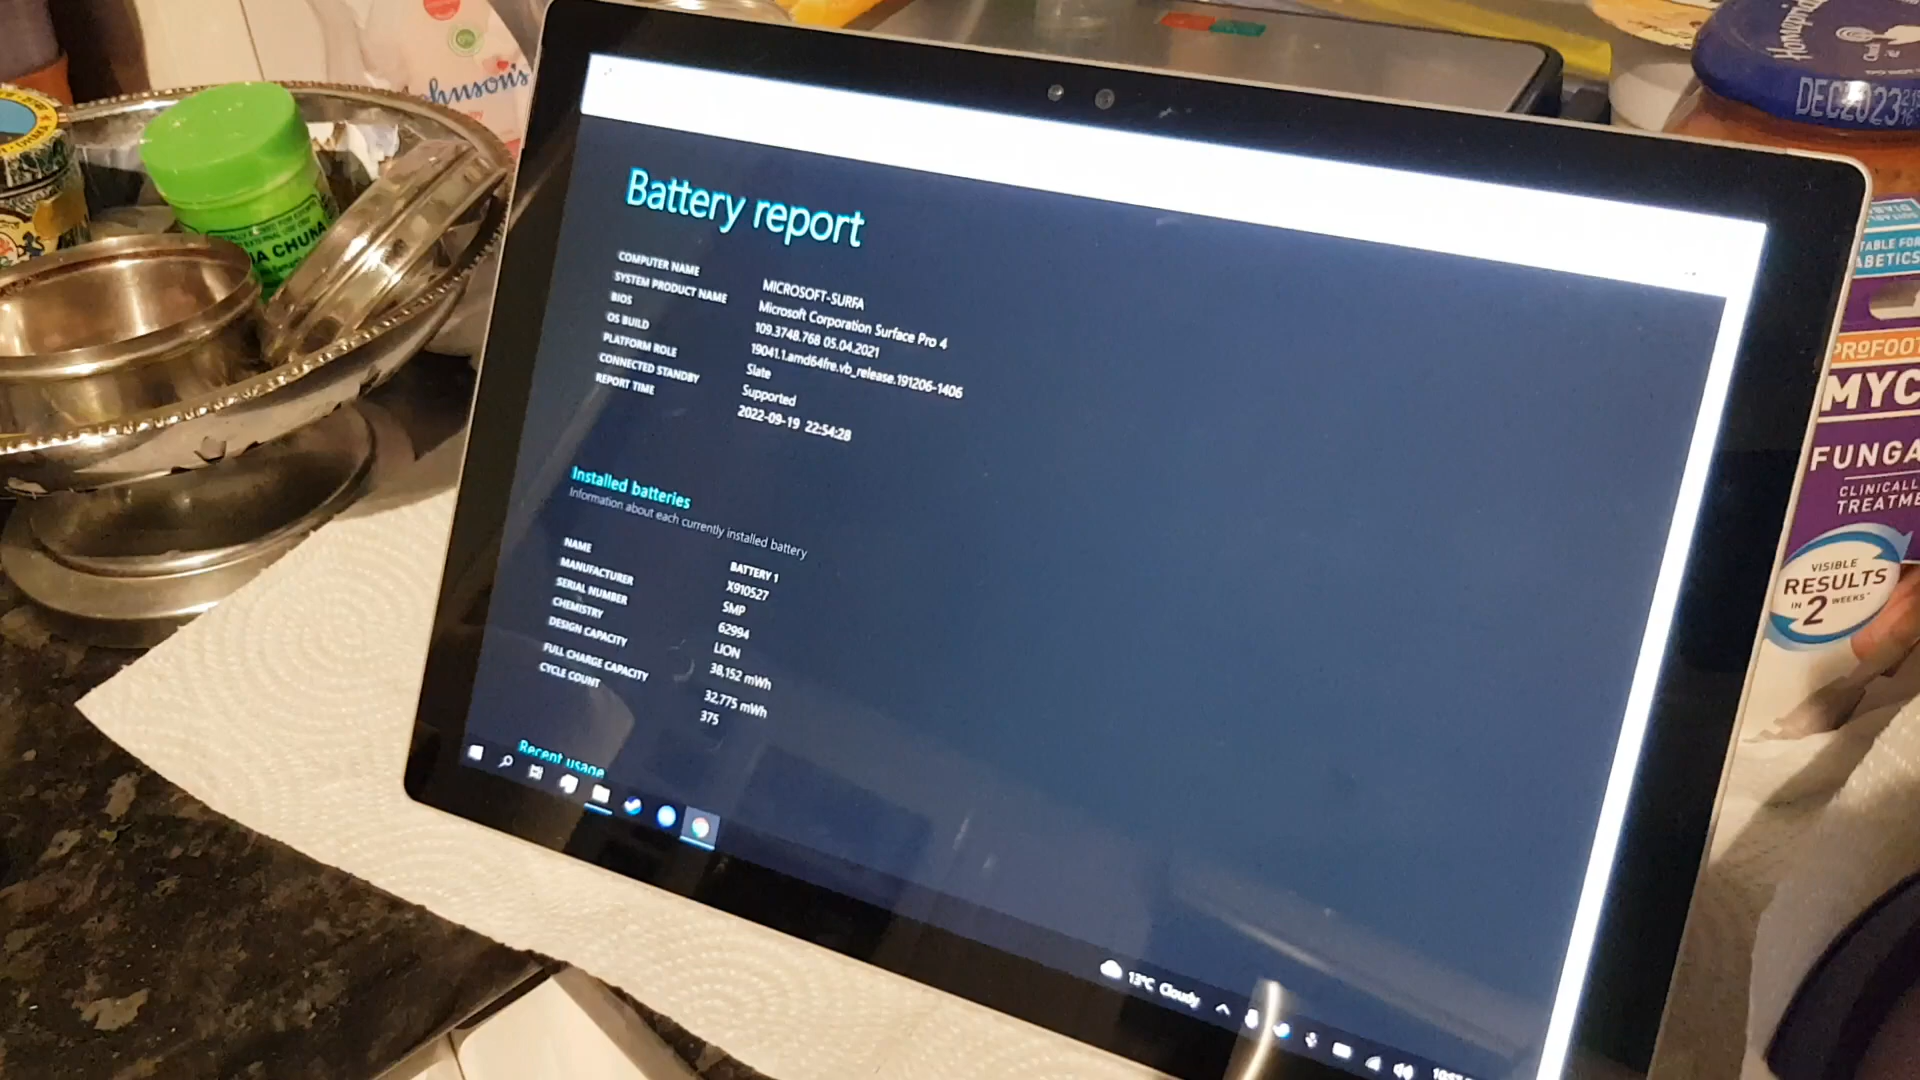 Battery report
COMPUTER NAME MICROSOFT-SURFA
SYSTEM PRODUCT NAME Microsoft Corporation Surface Pro 4
BIOS 109.3748.768 05.04.2021
OS BUILD 19041.1.amd64fre.vb_release.191206-1406
PLATFORM ROLE Slate
CONNECTED STANDBY Supported
REPORT TIME 2022-09-19 22:54:28
Installed batteries
Information about each currently installed battery
BATTERY 1
NAME X910527
MANUFACTURER SMP
SERIAL NUMBER 62994
CHEMISTRY LION
DESIGN CAPACITY 38,152 mWh
FULL CHARGE CAPACITY 32,775 mWh
CYCLE COUNT 375
Recent usage
13°C Cloudy
Johnson's
CHUNA
Homepride
DEC2023
TABLE FOR
ABETICS
PROFOOT
MYC
FUNGA
CLINICALL
TREATME
VISIBLE
RESULTS
IN 2 WEEKS*